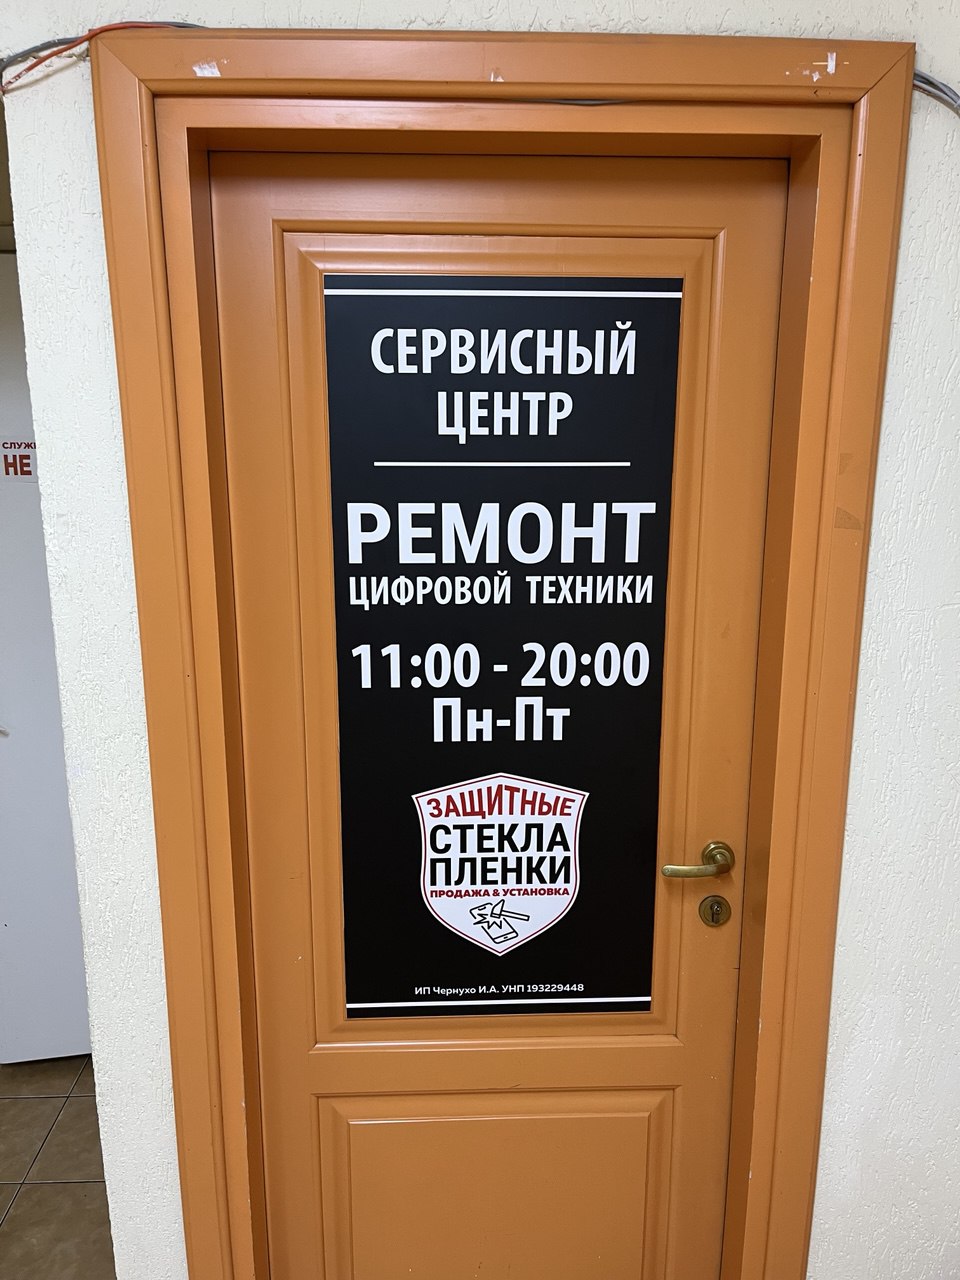 СЕРВИСНЫЙ
ЦЕНТР
РЕМОНТ
ЦИФРОВОЙ ТЕХНИКИ
11:00 - 20:00
Пн-Пт
ЗАЩИТНЫЕ
СТЕКЛА
ПЛЕНКИ
ПРОДАЖА & УСТАНОВКА
ИП Чернухо И.А. УНП 193229448
НЕ